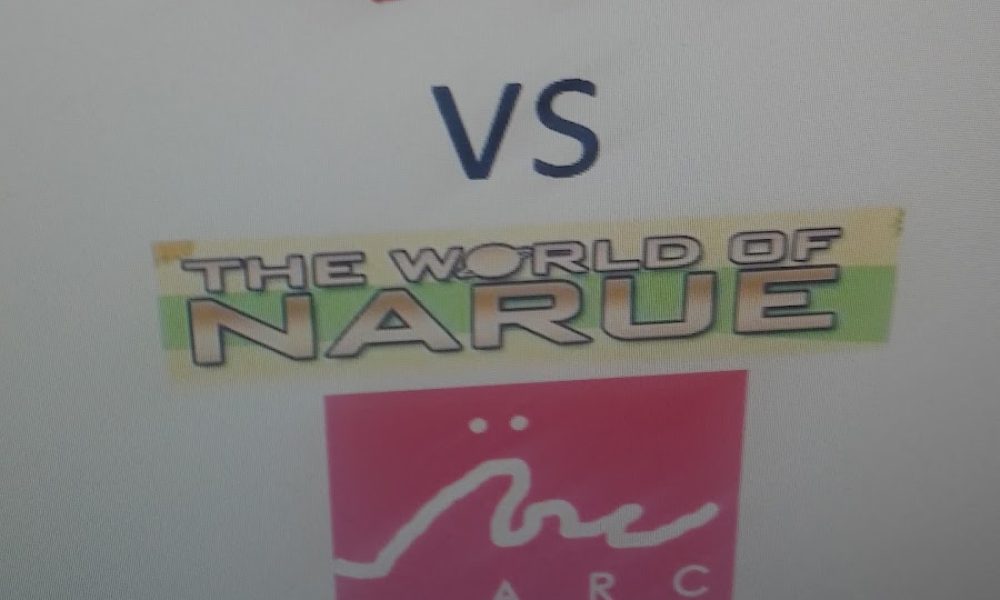 VS
THE WORLD OF
NARUE
ARC